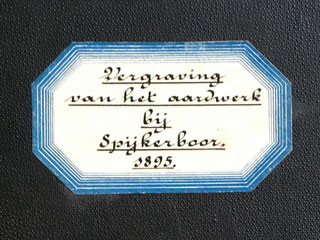 Vergraving
van het aardwerk
bij
Spijkerboor.
1895.